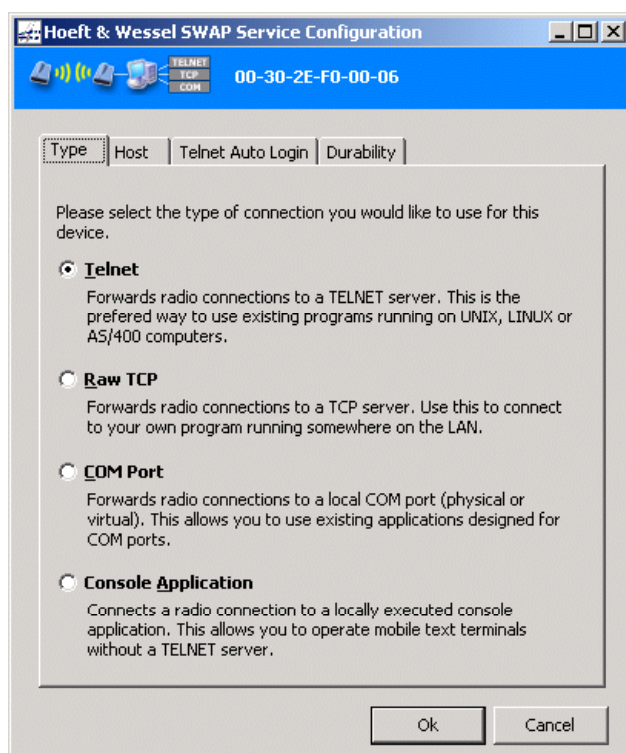 Hoeft & Wessel SWAP Service Configuration
TELNET
TCP
COM
00-30-2E-F0-00-06
Type
Host
Telnet Auto Login
Durability
Please select the type of connection you would like to use for this
device.
Telnet
Forwards radio connections to a TELNET server. This is the
prefered way to use existing programs running on UNIX, LINUX or
AS/400 computers.
Raw TCP
Forwards radio connections to a TCP server. Use this to connect
to your own program running somewhere on the LAN.
COM Port
Forwards radio connections to a local COM port (physical or
virtual). This allows you to use existing applications designed for
COM ports.
Console Application
Connects a radio connection to a locally executed console
application. This allows you to operate mobile text terminals
without a TELNET server.
Ok
Cancel